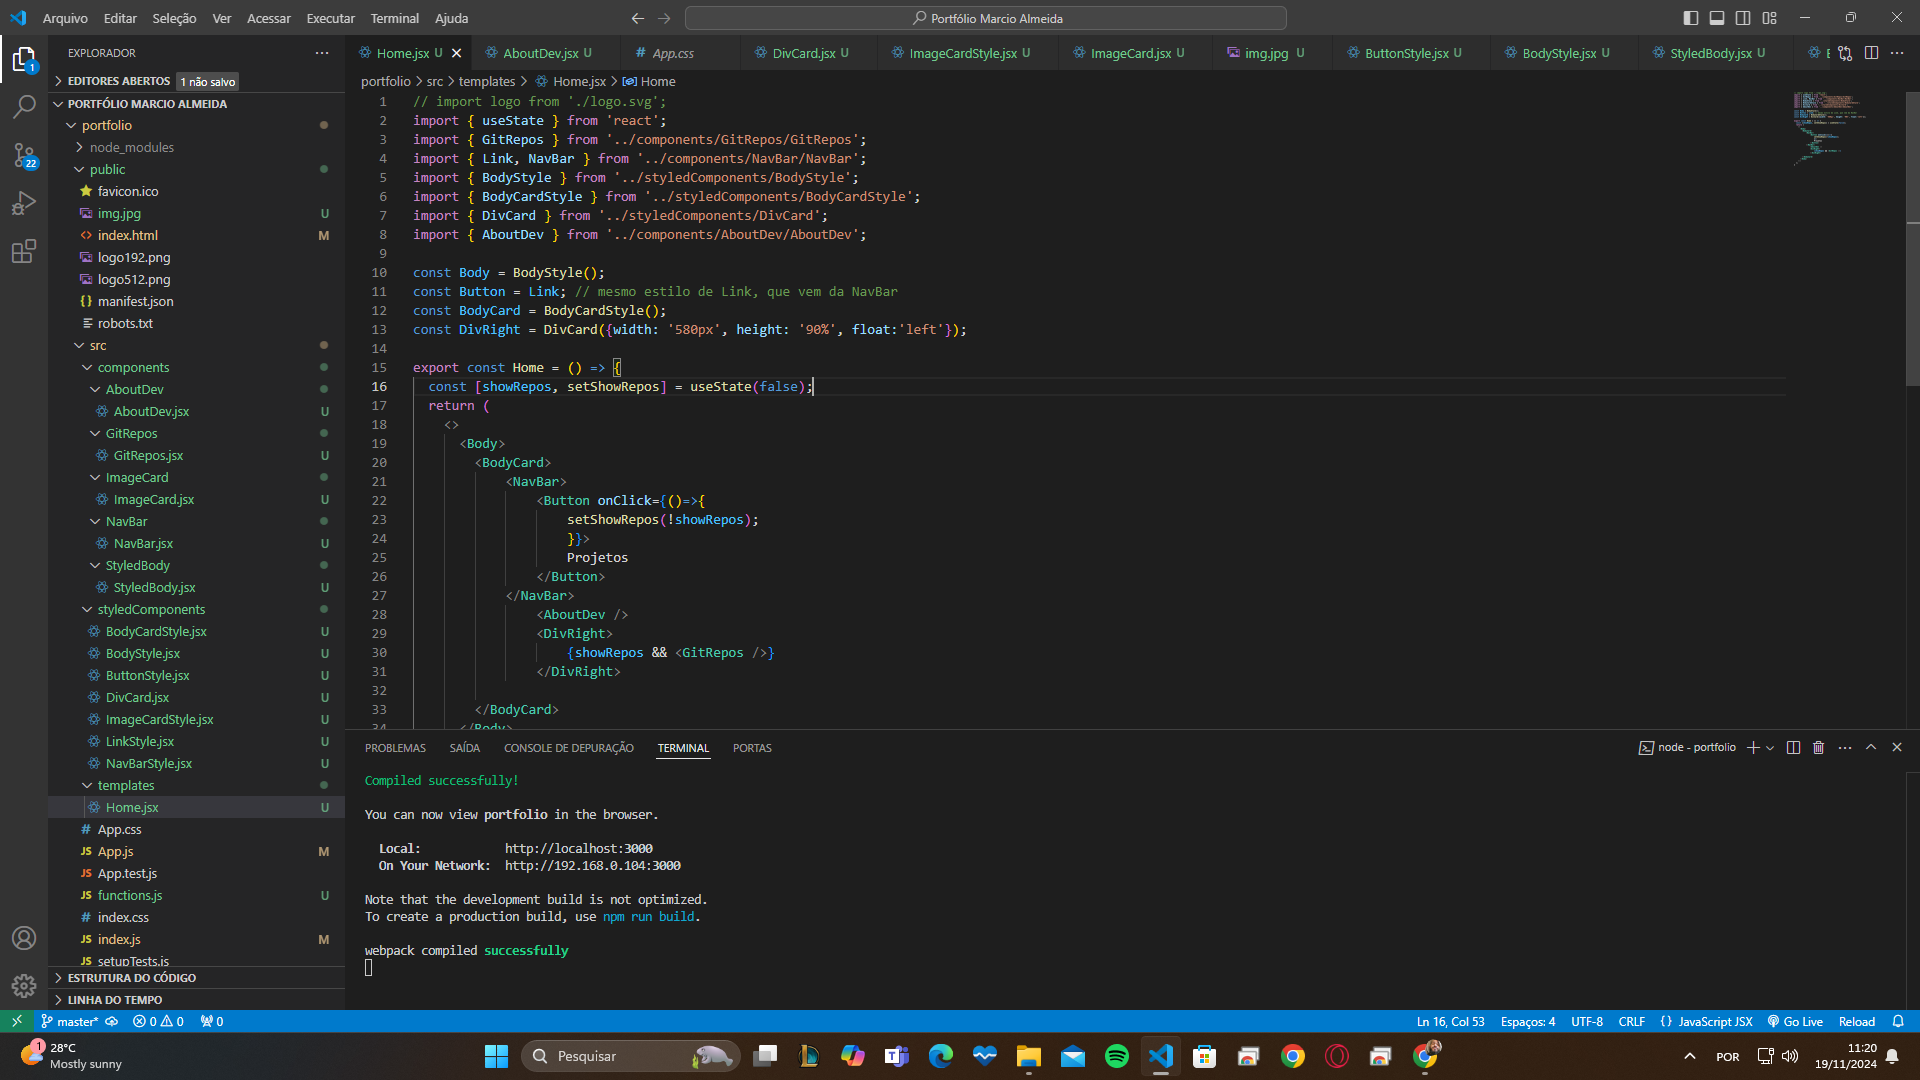 Arquivo Editar Seleção Ver Acessar Executar Terminal Ajuda
Portfólio Marcio Almeida
EXPLORADOR
EDITORES ABERTOS 1 não salvo
PORTFÓLIO MARCIO ALMEIDA
portfolio
node_modules
public
favicon.ico
img.jpg U
index.html M
logo192.png
logo512.png
manifest.json
robots.txt
src
components
AboutDev
AboutDev.jsx U
GitRepos
GitRepos.jsx U
ImageCard
ImageCard.jsx U
NavBar
NavBar.jsx U
StyledBody
StyledBody.jsx U
styledComponents
BodyCardStyle.jsx U
BodyStyle.jsx U
ButtonStyle.jsx U
DivCard.jsx U
ImageCardStyle.jsx U
LinkStyle.jsx U
NavBarStyle.jsx U
templates
Home.jsx U
App.css
App.js M
App.test.js
functions.js U
index.css
index.js M
setupTests.js
ESTRUTURA DO CÓDIGO
LINHA DO TEMPO
1
22
Home.jsx U AboutDev.jsx U App.css DivCard.jsx U ImageCardStyle.jsx U ImageCard.jsx U img.jpg U ButtonStyle.jsx U BodyStyle.jsx U StyledBody.jsx U
portfolio > src > templates > Home.jsx > Home
1 // import logo from './logo.svg';
2 import { useState } from 'react';
3 import { GitRepos } from '../components/GitRepos/GitRepos';
4 import { Link, NavBar } from '../components/NavBar/NavBar';
5 import { BodyStyle } from '../styledComponents/BodyStyle';
6 import { BodyCardStyle } from '../styledComponents/BodyCardStyle';
7 import { DivCard } from '../styledComponents/DivCard';
8 import { AboutDev } from '../components/AboutDev/AboutDev';
9
10 const Body = BodyStyle();
11 const Button = Link; // mesmo estilo de Link, que vem da NavBar
12 const BodyCard = BodyCardStyle();
13 const DivRight = DivCard({width: '580px', height: '90%', float:'left'});
14
15 export const Home = () => {
16 const [showRepos, setShowRepos] = useState(false);
17 return (
18 <>
19 <Body>
20 <BodyCard>
21 <NavBar>
22 <Button onClick={()=>{
23 setShowRepos(!showRepos);
24 }}>
25 Projetos
26 </Button>
27 </NavBar>
28 <AboutDev />
29 <DivRight>
30 {showRepos && <GitRepos />}
31 </DivRight>
32
33 </BodyCard>
34 </Body>
PROBLEMAS SAÍDA CONSOLE DE DEPURAÇÃO TERMINAL PORTAS
node - portfolio
Compiled successfully!
You can now view portfolio in the browser.
Local: http://localhost:3000
On Your Network: http://192.168.0.104:3000
Note that the development build is not optimized.
To create a production build, use npm run build.
webpack compiled successfully
master* 0 0 0
Ln 16, Col 53 Espaços: 4 UTF-8 CRLF {} JavaScript JSX Go Live Reload
1
28°C
Mostly sunny
Pesquisar
POR
11:20
19/11/2024